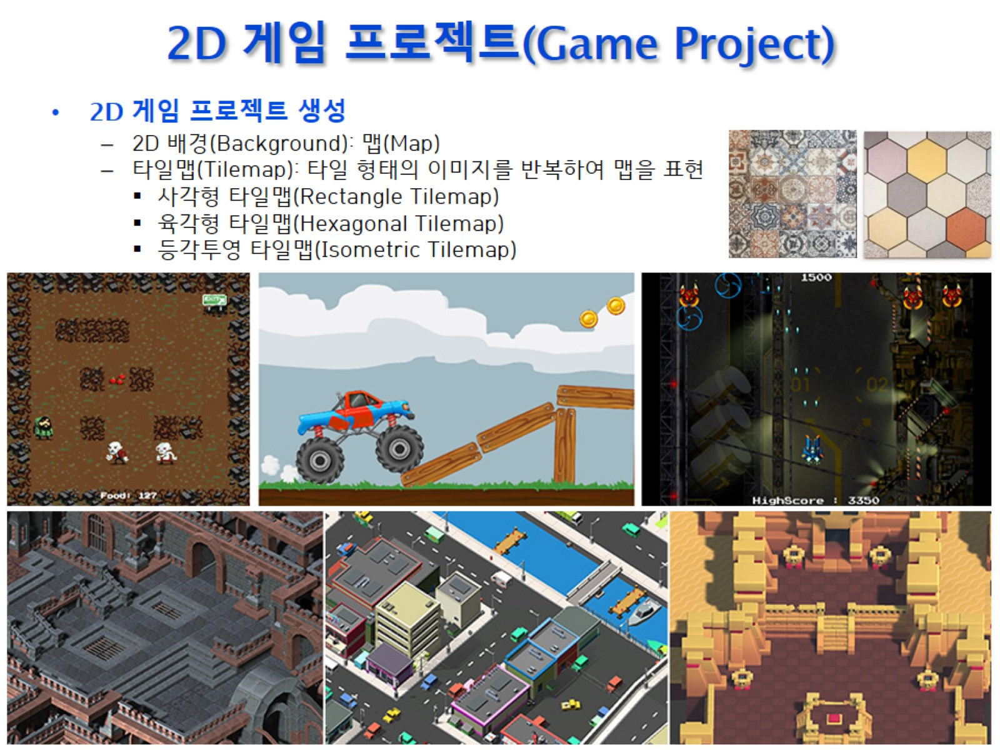 2D 게임 프로젝트(Game Project)
• 2D 게임 프로젝트 생성
– 2D 배경(Background): 맵(Map)
– 타일맵(Tilemap): 타일 형태의 이미지를 반복하여 맵을 표현
▪ 사각형 타일맵(Rectangle Tilemap)
▪ 육각형 타일맵(Hexagonal Tilemap)
▪ 등각투영 타일맵(Isometric Tilemap)
EXIT
Food: 127
1500
01 02
HighScore : 3350